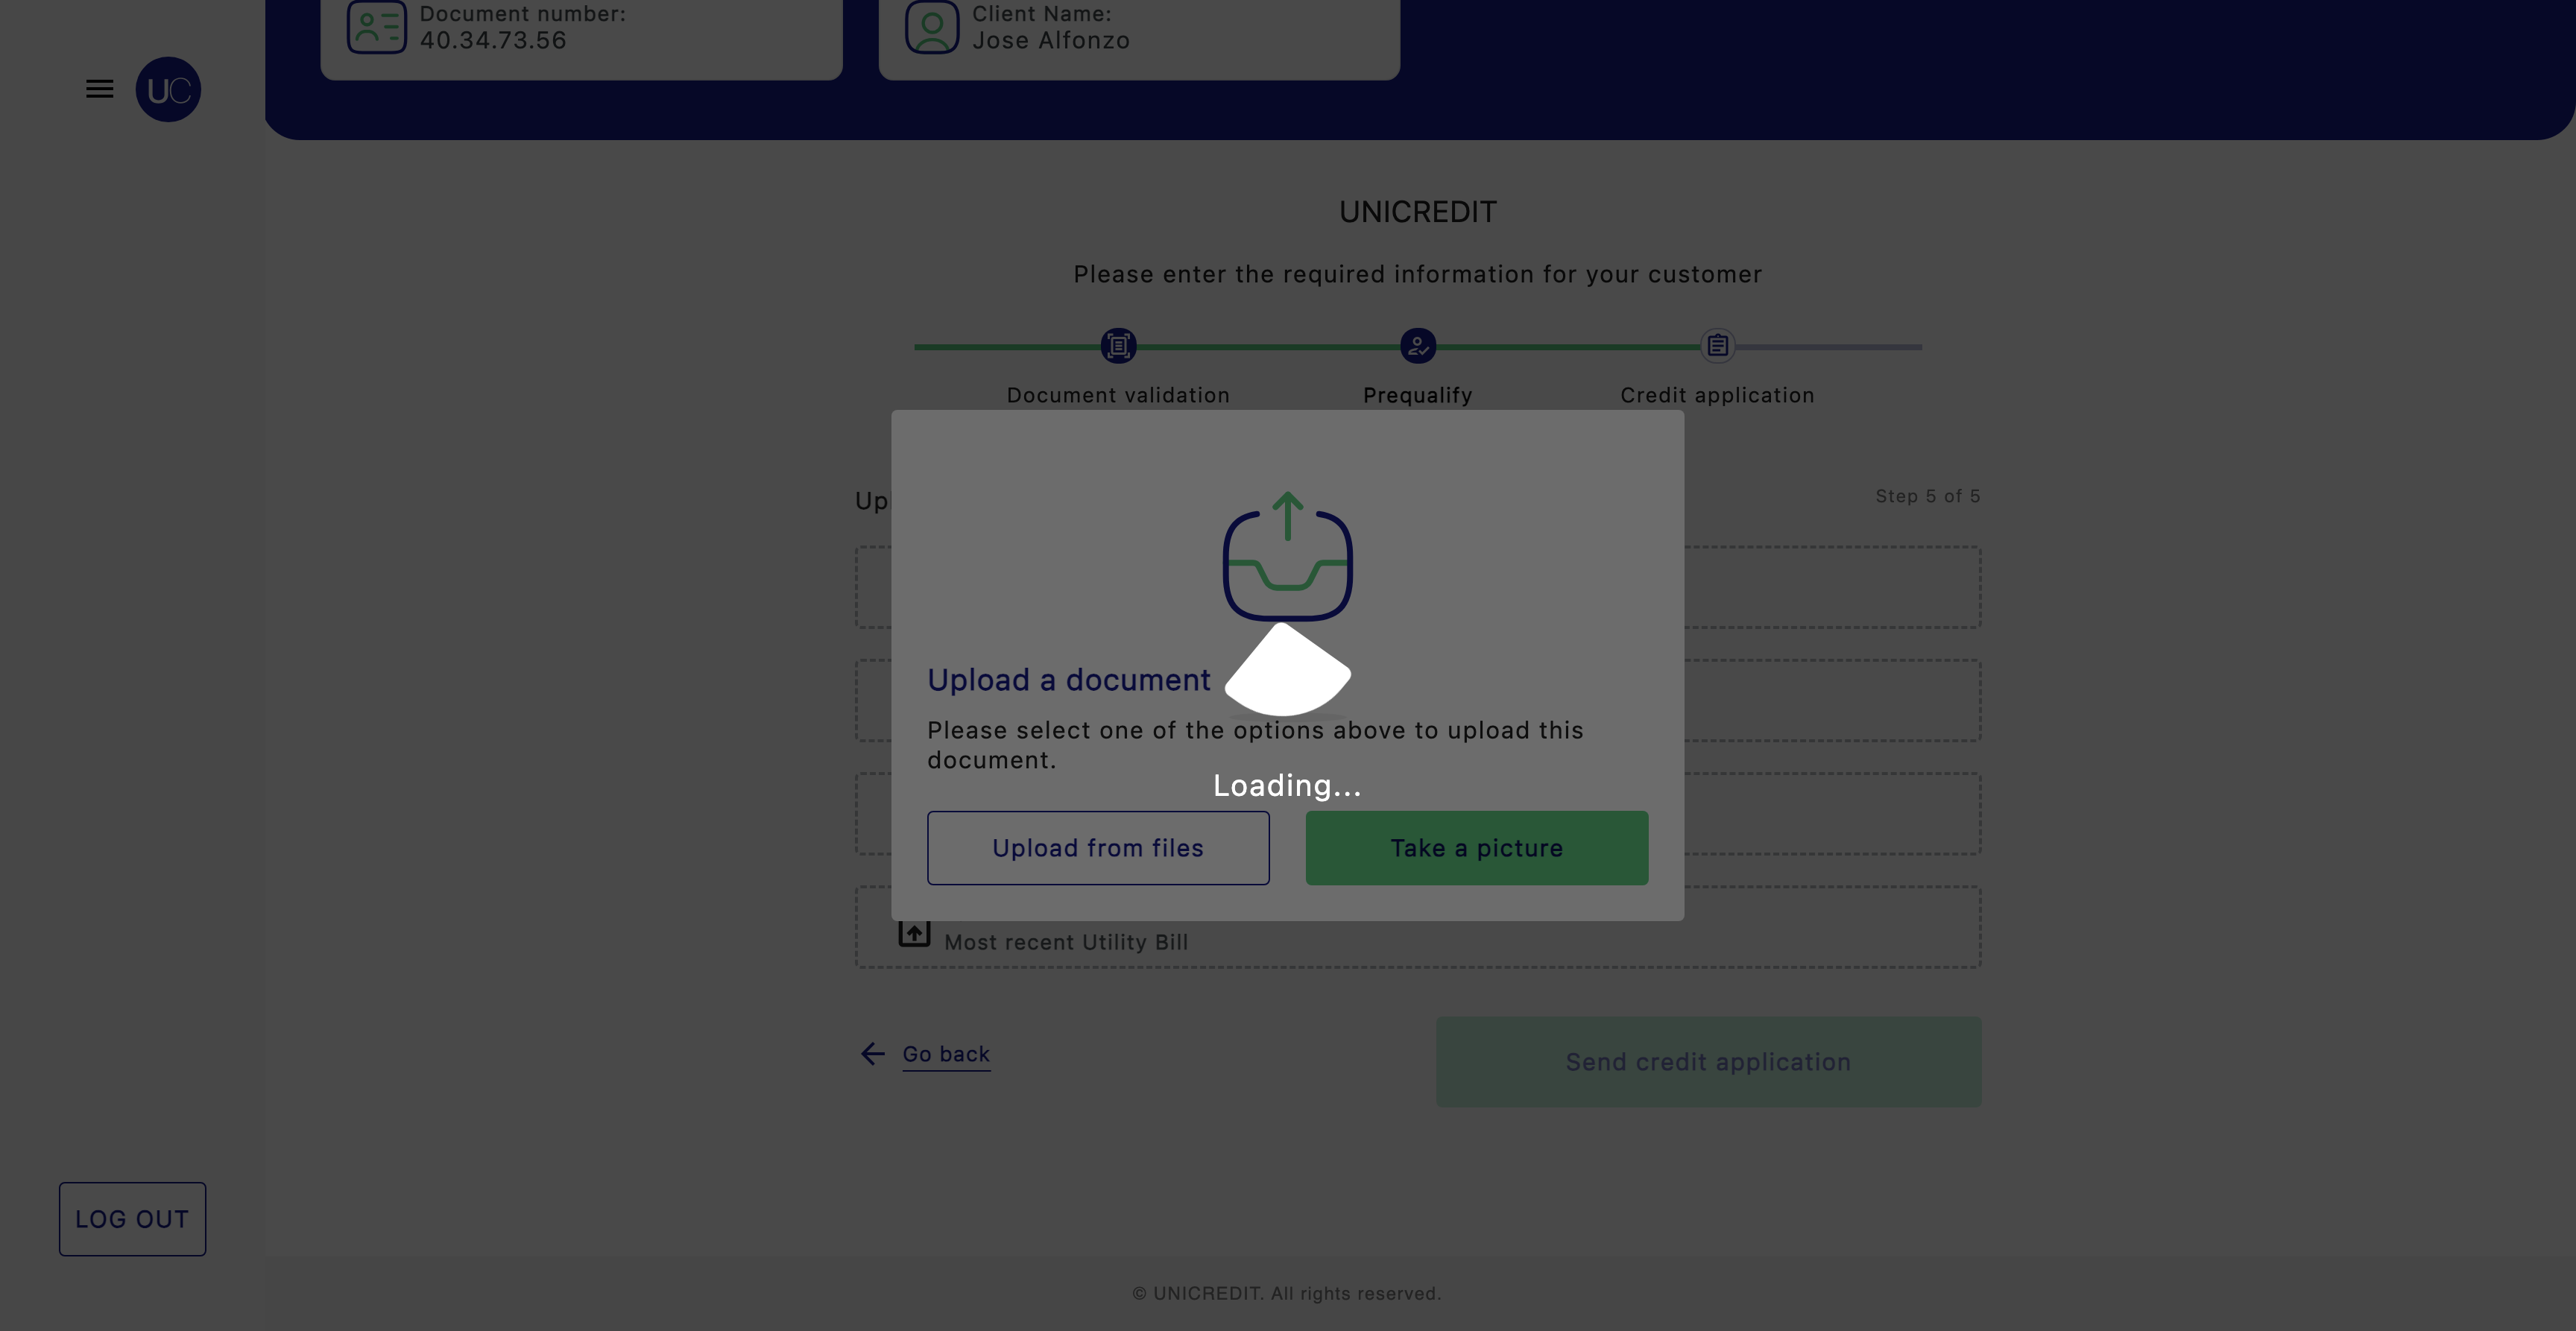 Document number:
40.34.73.56
Client Name:
Jose Alfonzo
UC
UNICREDIT
Please enter the required information for your customer
Document validation
Prequalify
Credit application
Up
Step 5 of 5
Upload a document
Please select one of the options above to upload this
document.
Loading...
Upload from files
Take a picture
Most recent Utility Bill
Go back
Send credit application
LOG OUT
© UNICREDIT. All rights reserved.